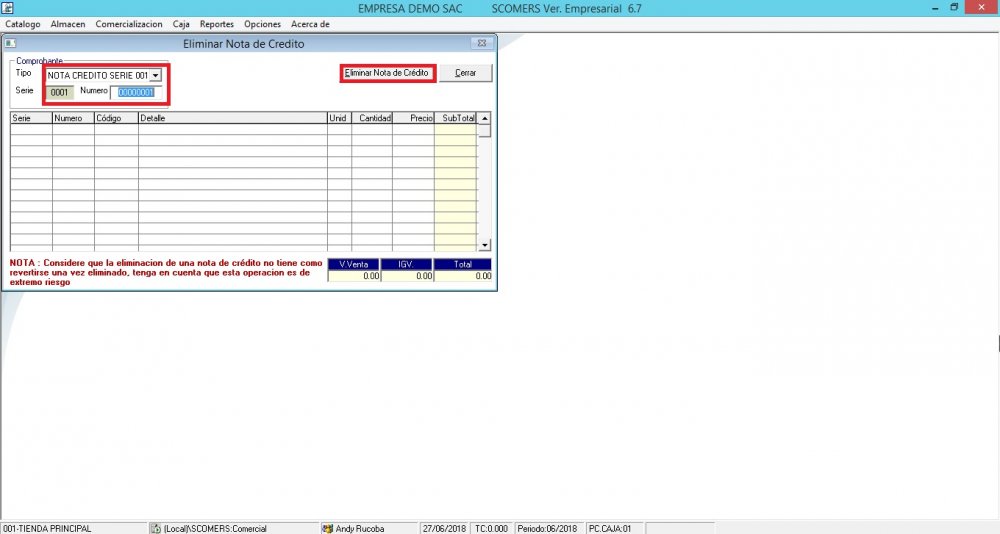 EMPRESA DEMO SAC SCOMERS Ver. Empresarial 6.7
Catalogo Almacen Comercializacion Caja Reportes Opciones Acerca de
Eliminar Nota de Credito
Comprobante
Tipo NOTA CREDITO SERIE 001 Eliminar Nota de Crédito Cerrar
Serie 0001 Numero 00000001
Serie Numero Código Detalle Unid Cantidad Precio SubTotal
NOTA : Considere que la eliminacion de una nota de crédito no tiene como
revertirse una vez eliminado, tenga en cuenta que esta operacion es de
extremo riesgo
V.Venta IGV. Total
0.00 0.00 0.00
001-TIENDA PRINCIPAL (Local)\SCOMERS:Comercial Andy Rucoba 27/06/2018 TC:0.000 Periodo:06/2018 PC.CAJA:01